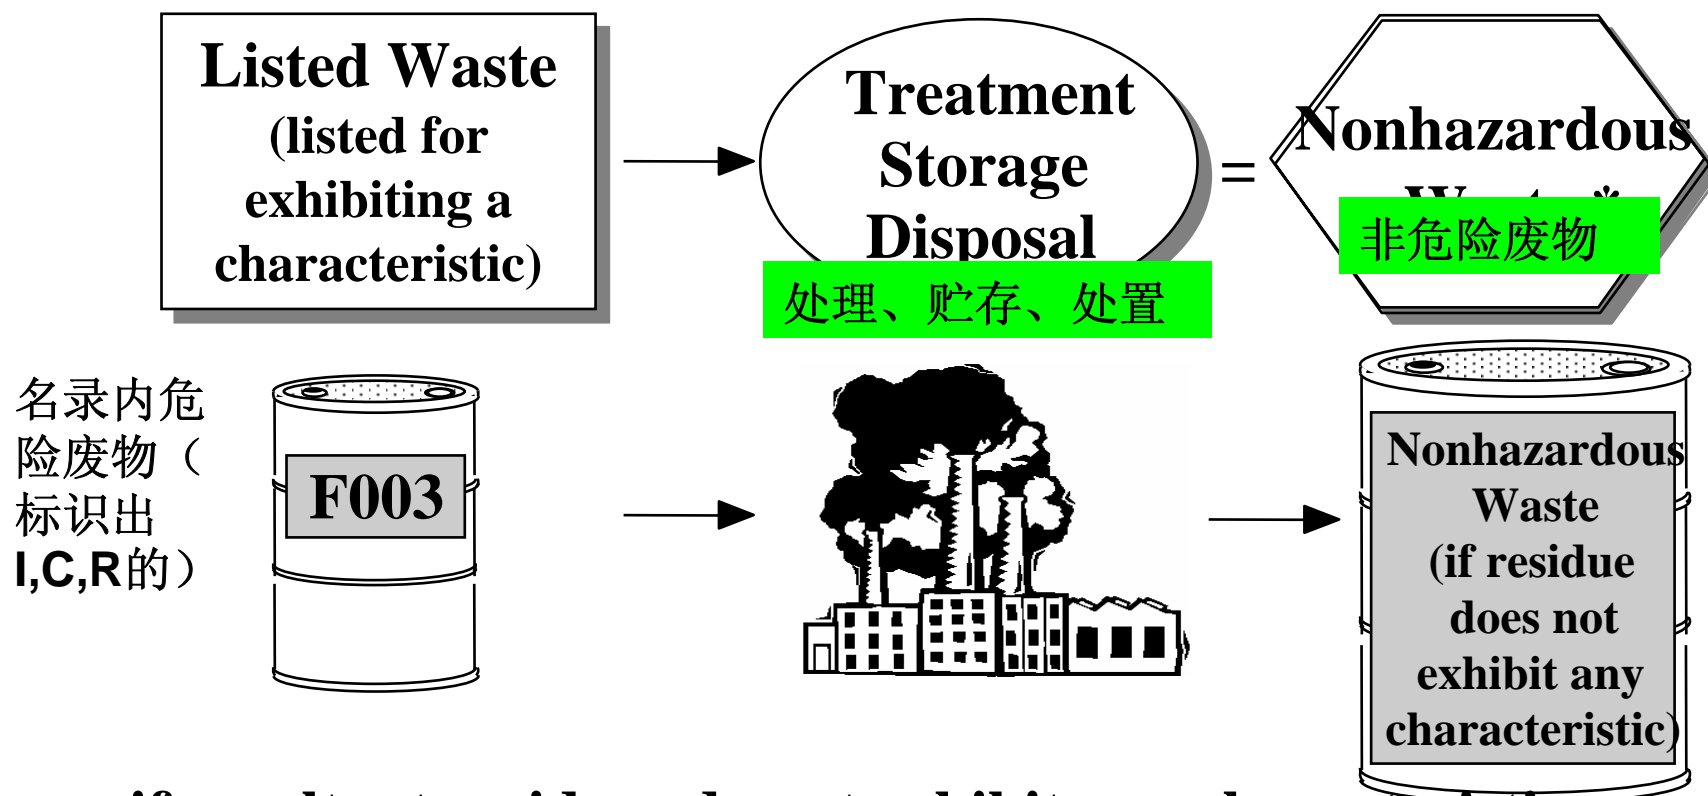 Listed Waste
(listed for
exhibiting a
characteristic)
Treatment
Storage
Disposal
处理、贮存、处置
=
Nonhazardous
非危险废物
名录内危
险废物（
标识出
I,C,R的）
F003
Nonhazardous
Waste
(if residue
does not
exhibit any
characteristic)